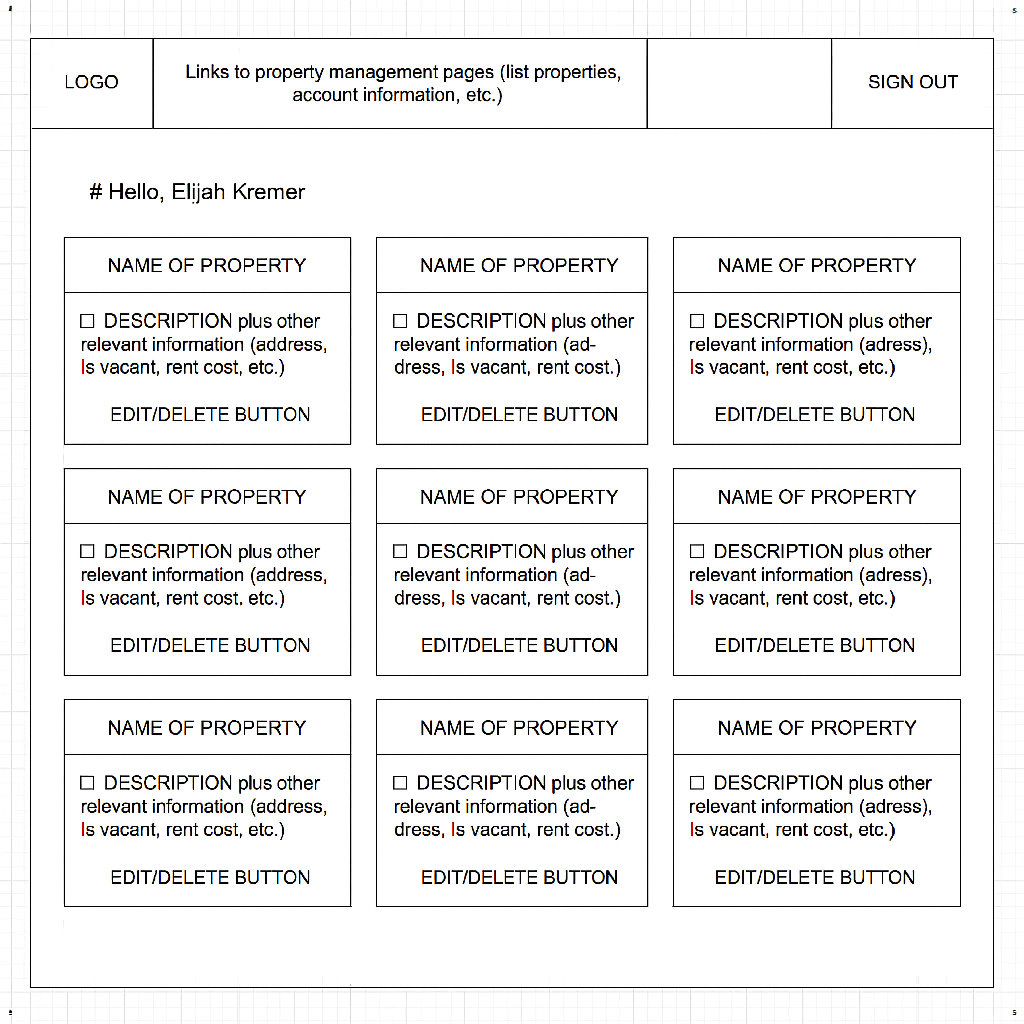 LOGO
Links to property management pages (list properties,
account information, etc.)
SIGN OUT
# Hello, Elijah Kremer
NAME OF PROPERTY
☐ DESCRIPTION plus other
relevant information (address,
Is vacant, rent cost, etc.)
EDIT/DELETE BUTTON
NAME OF PROPERTY
☐ DESCRIPTION plus other
relevant information (ad-
dress, Is vacant, rent cost.)
EDIT/DELETE BUTTON
NAME OF PROPERTY
☐ DESCRIPTION plus other
relevant information (adress),
Is vacant, rent cost, etc.)
EDIT/DELETE BUTTON
NAME OF PROPERTY
☐ DESCRIPTION plus other
relevant information (address,
Is vacant, rent cost. etc.)
EDIT/DELETE BUTTON
NAME OF PROPERTY
☐ DESCRIPTION plus other
relevant information (ad-
dress, Is vacant, rent cost.)
EDIT/DELETE BUTTON
NAME OF PROPERTY
☐ DESCRIPTION plus other
relevant information (adress),
Is vacant, rent cost, etc.)
EDIT/DELETE BUTTON
NAME OF PROPERTY
☐ DESCRIPTION plus other
relevant information (address,
Is vacant, rent cost, etc.)
EDIT/DELETE BUTTON
NAME OF PROPERTY
☐ DESCRIPTION plus other
relevant information (ad-
dress, Is vacant, rent cost.)
EDIT/DELETE BUTTON
NAME OF PROPERTY
☐ DESCRIPTION plus other
relevant information (adress),
Is vacant, rent cost, etc.)
EDIT/DELETE BUTTON